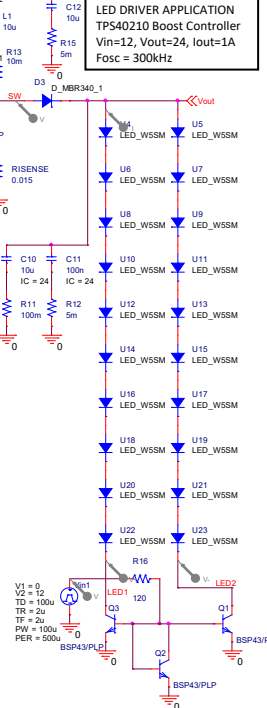 LED DRIVER APPLICATION
TPS40210 Boost Controller
Vin=12, Vout=24, Iout=1A
Fosc = 300kHz
C12
10u
L1
10u
R13
10m
R15
5m
0
SW
D3
D_MBR340_1
Vout
V
U5
LED_W5SM
LED_W5SM
U6
LED_W5SM
U7
LED_W5SM
RISENSE
0.015
0
U8
LED_W5SM
U9
LED_W5SM
C10
10u
IC = 24
C11
100n
IC = 24
U10
LED_W5SM
U11
LED_W5SM
R11
100m
R12
5m
0
0
U12
LED_W5SM
U13
LED_W5SM
U14
LED_W5SM
U15
LED_W5SM
U16
LED_W5SM
U17
LED_W5SM
U18
LED_W5SM
U19
LED_W5SM
U20
LED_W5SM
U21
LED_W5SM
U22
LED_W5SM
U23
LED_W5SM
V1 = 0
V2 = 12
TD = 100u
TR = 2u
TF = 2u
PW = 100u
PER = 500u
Vin1
V
LED1
R16
120
V-
LED2
Q3
BSP43/PLP
Q1
BSP43/P
0
0
0
Q2
BSP43/PLP
0